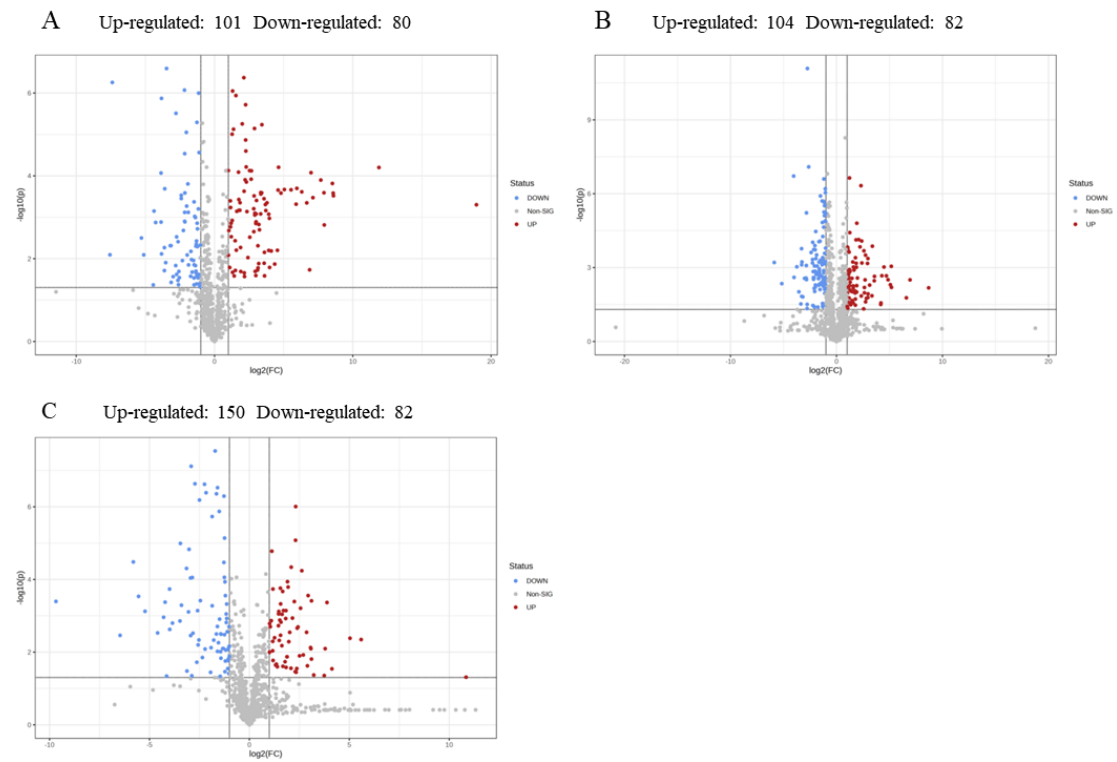 A Up-regulated: 101 Down-regulated: 80
6
4
2
0
-log10(p)
-10 0 10 20
log2(FC)
Status
DOWN
Non-SIG
UP
B Up-regulated: 104 Down-regulated: 82
9
6
3
0
-log10(p)
-20 -10 0 10 20
log2(FC)
Status
DOWN
Non-SIG
UP
C Up-regulated: 150 Down-regulated: 82
6
4
2
0
-log10(p)
-10 -5 0 5 10
log2(FC)
Status
DOWN
Non-SIG
UP